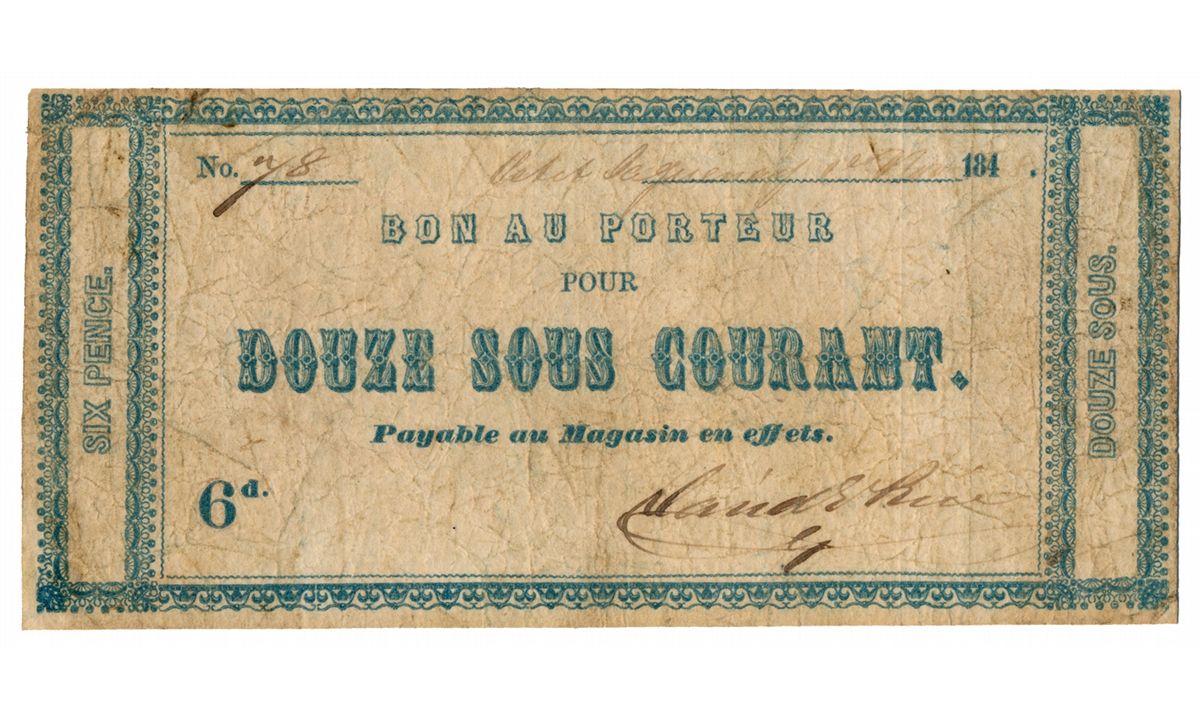 No. 78 Petit 184
BON AU PORTEUR
POUR
DOUZE SOUS COURANT.
Payable au Magasin en effets.
6d.
SIX PENCE.
DOUZE SOUS.